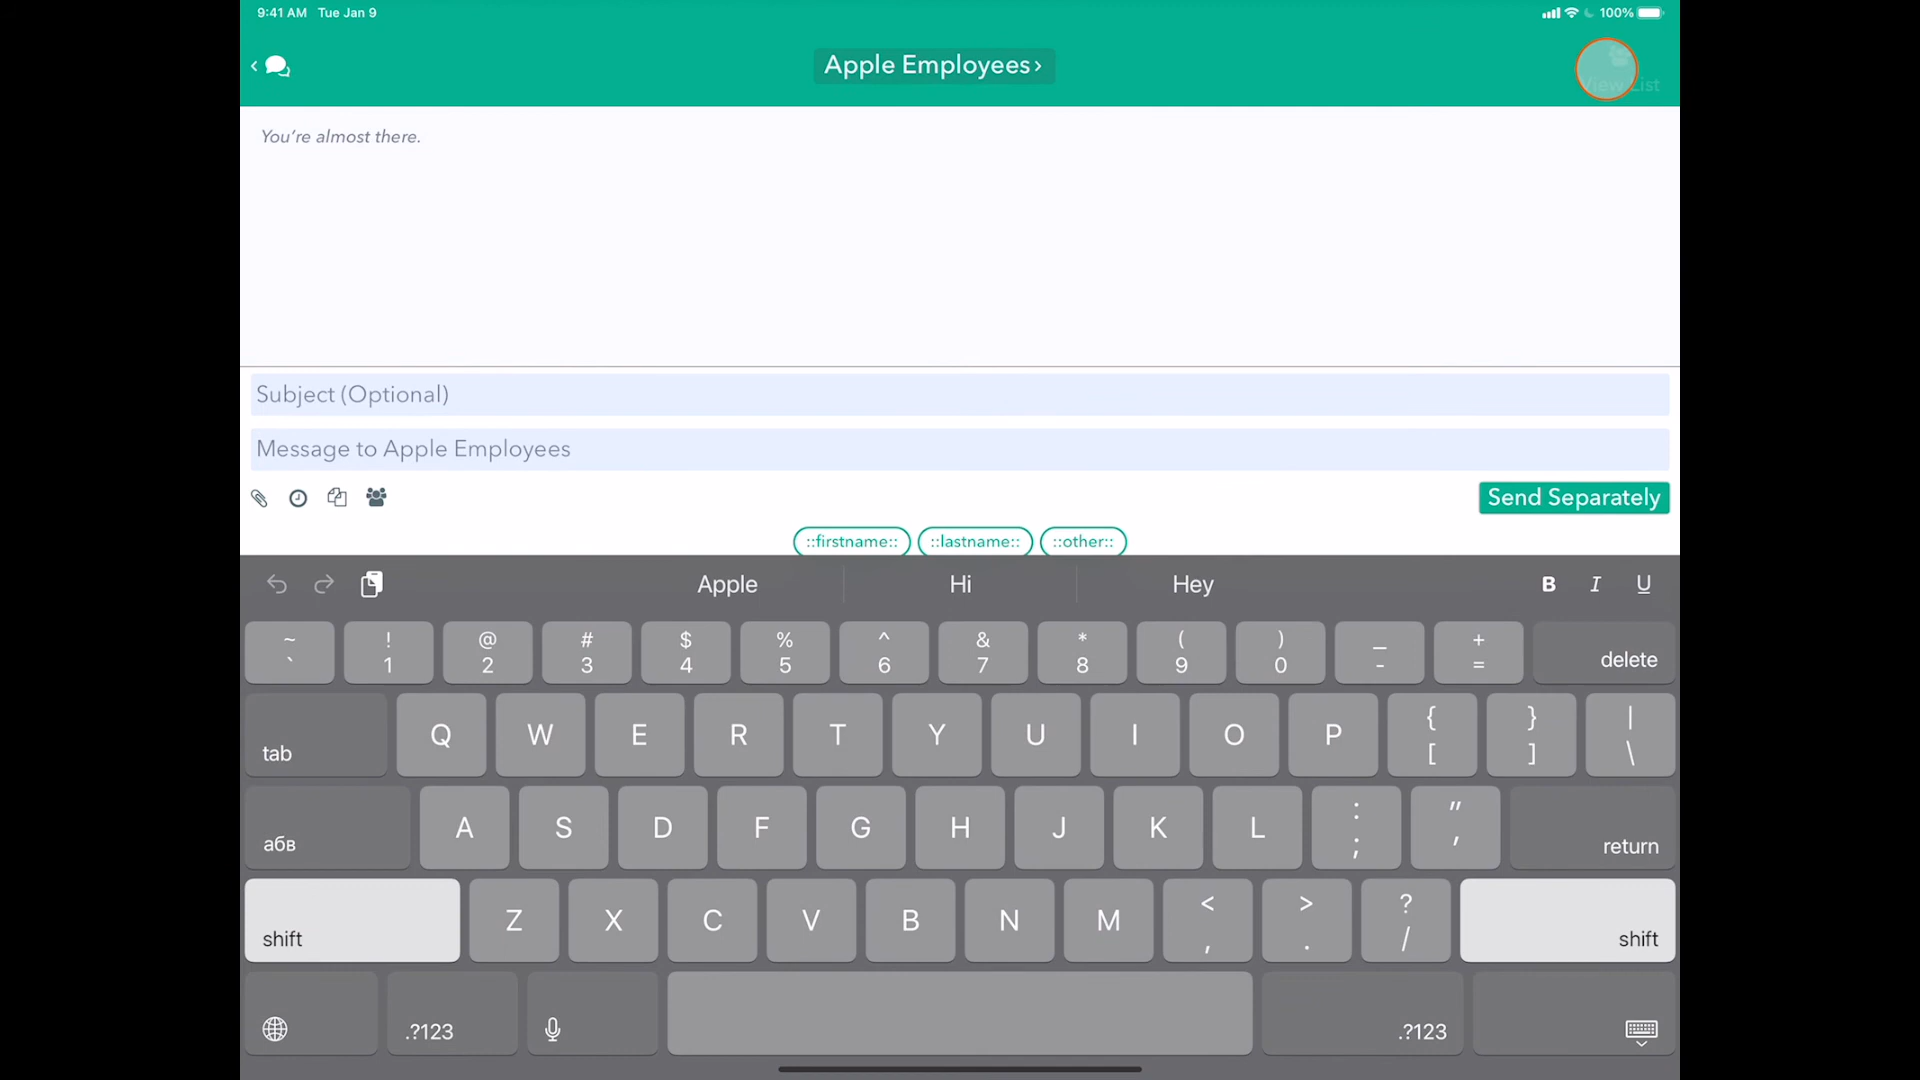 9:41 AM Tue Jan 9 100%
Apple Employees
View List
You're almost there.
Subject (Optional)
Message to Apple Employees
Send Separately
::firstname:: ::lastname:: ::other::
Apple Hi Hey B I U
~ ! @ # $ % ^ & * ( ) _ +
` 1 2 3 4 5 6 7 8 9 0 - = delete
tab Q W E R T Y U I O P { [ } ] | \
абв A S D F G H J K L : ; " ' return
shift Z X C V B N M < , > . ? / shift
.?123 .?123